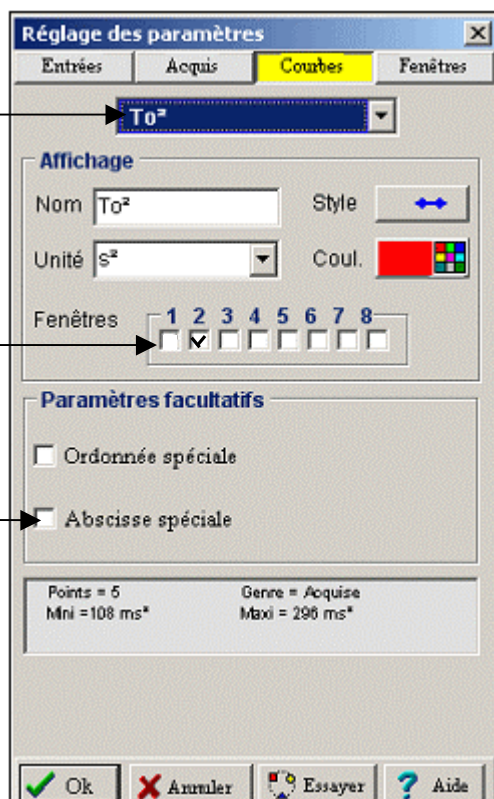 Réglage des paramètres
Entrées Acquis Courbes Fenêtres
To²
Affichage
Nom To² Style
Unité s² Coul.
Fenêtres 1 2 3 4 5 6 7 8
Paramètres facultatifs
Ordonnée spéciale
Abscisse spéciale
Points = 5 Genre = Acquise
Mini =108 ms² Maxi = 296 ms²
Ok Annuler Essayer Aide